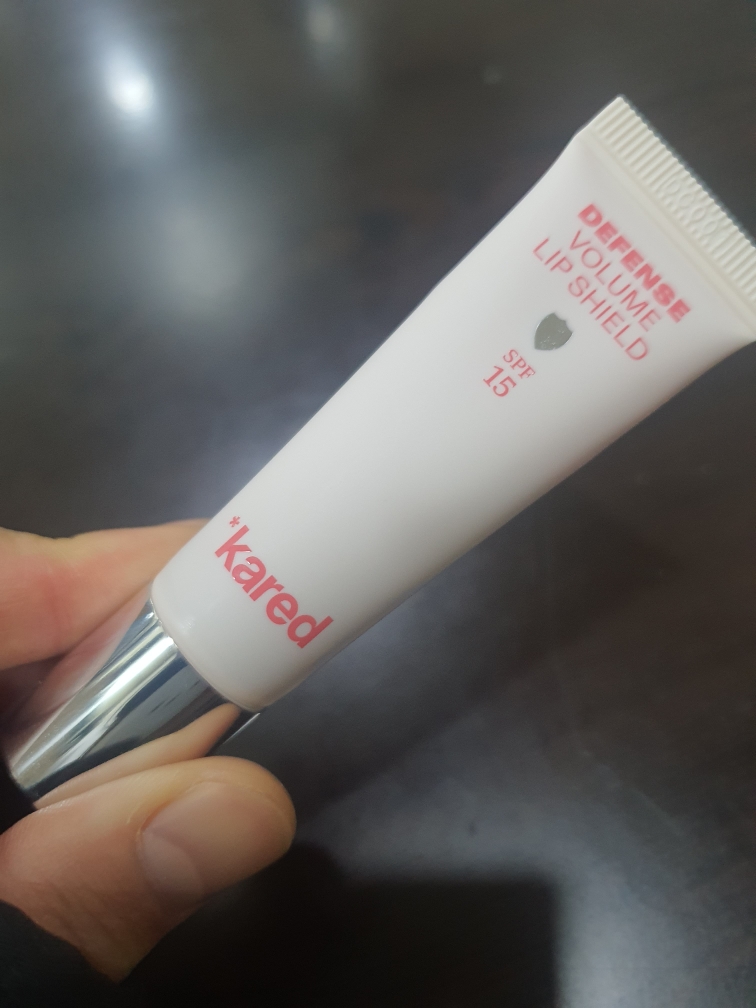 DEFENSE
VOLUME
LIP SHIELD
SPF
15
*kared